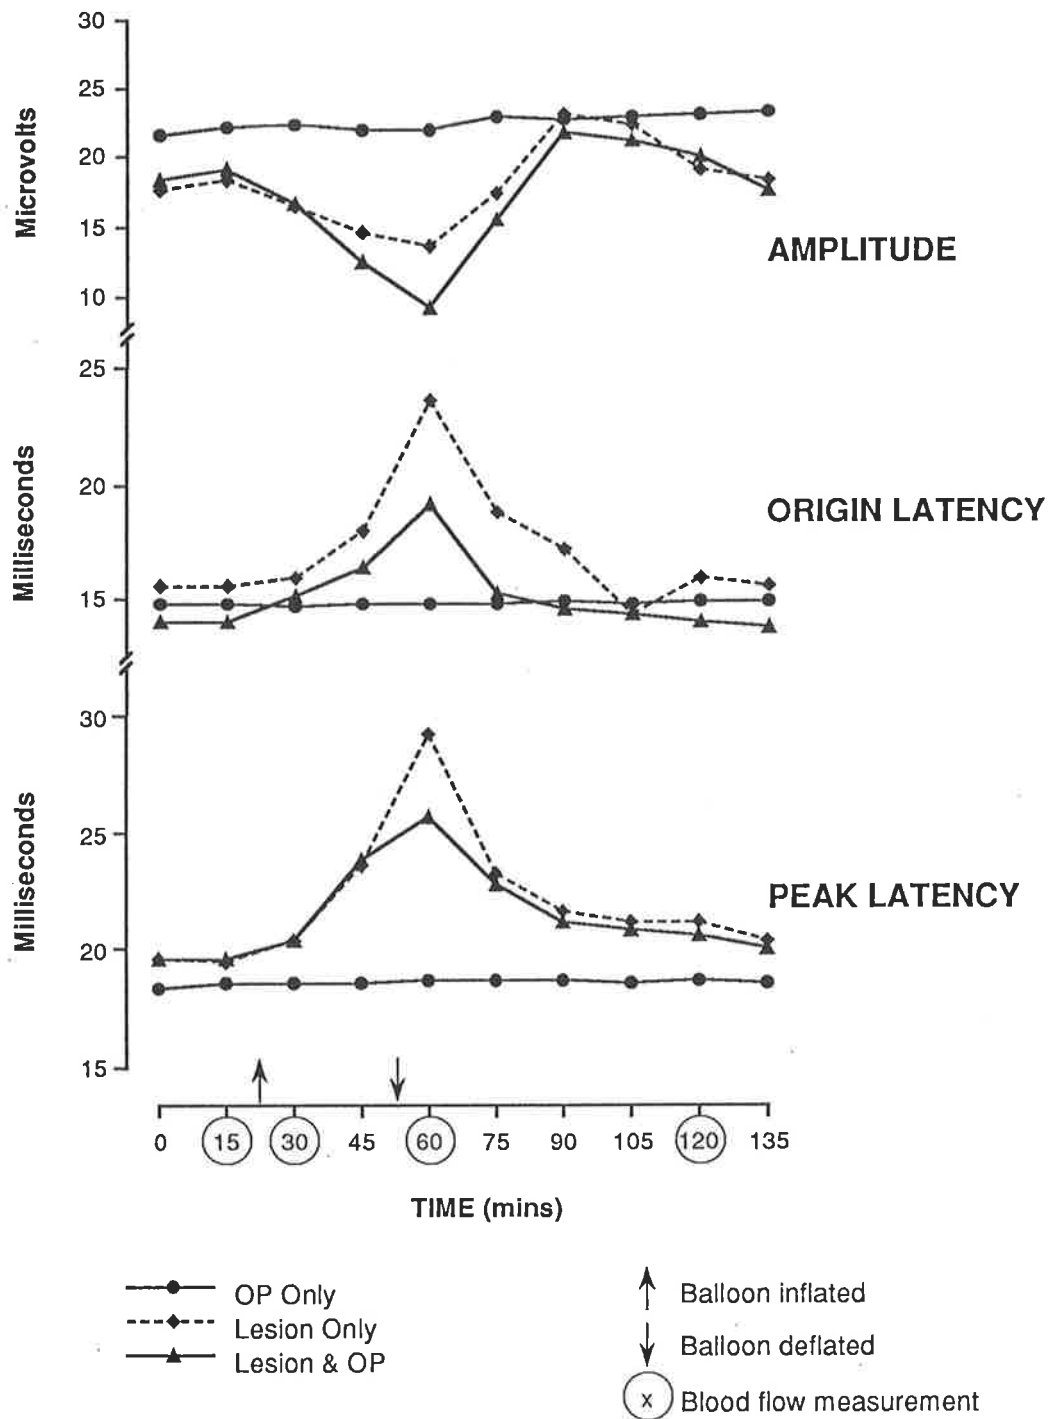 30
25
20
15
10
Microvolts
AMPLITUDE
25
20
15
Milliseconds
ORIGIN LATENCY
30
25
20
15
Milliseconds
PEAK LATENCY
0 15 30 45 60 75 90 105 120 135
TIME (mins)
OP Only
Lesion Only
Lesion & OP
Balloon inflated
Balloon deflated
x Blood flow measurement